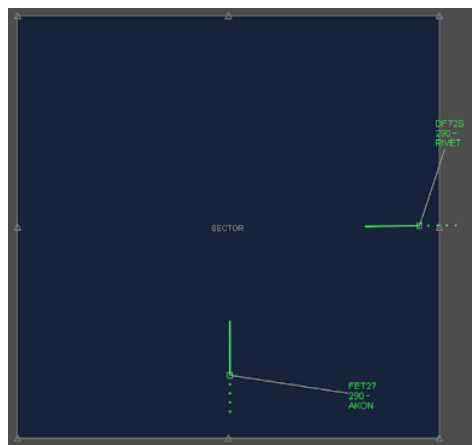 DF72S
290-
RIVET
SECTOR
FET27
290-
AKON